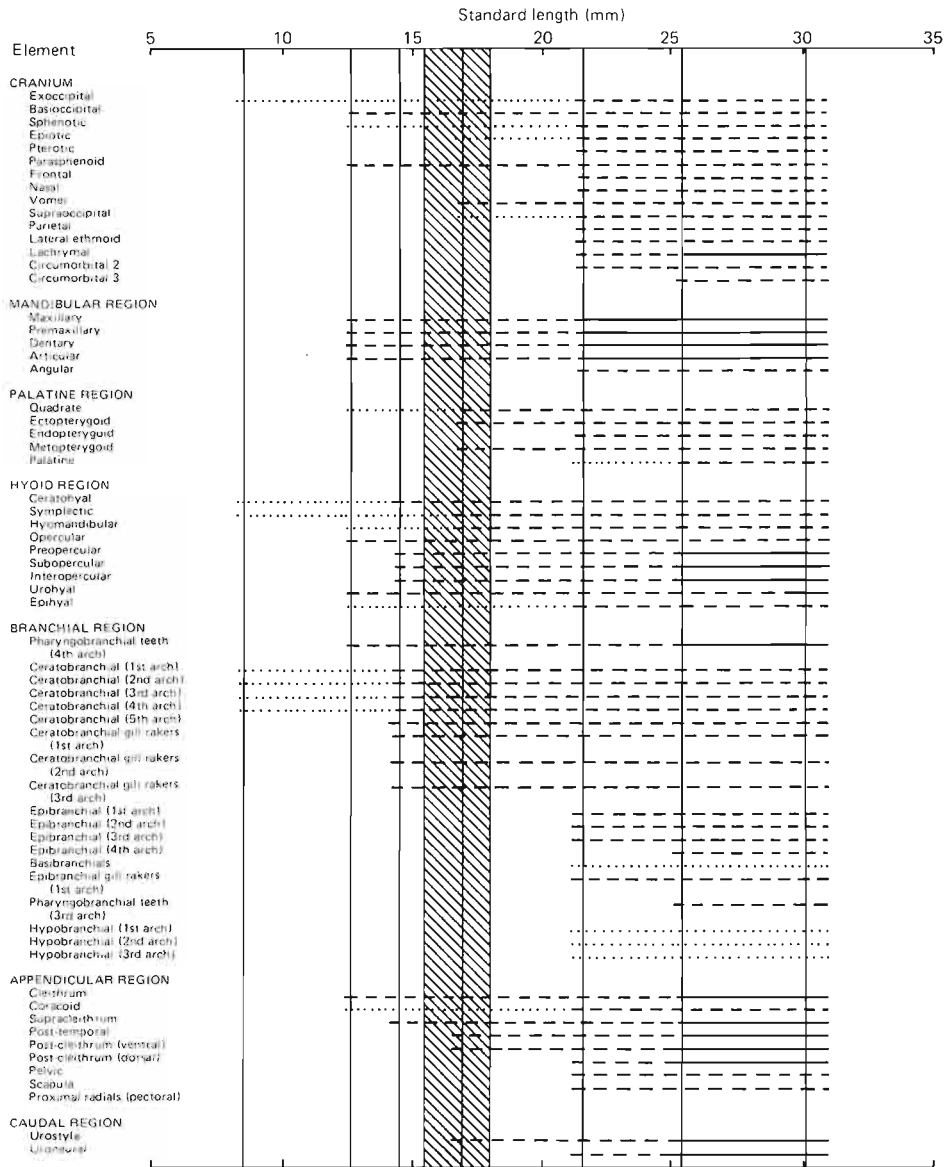 Standard length (mm)
Element 5 10 15 20 25 30 35
CRANIUM
Exoccipital
Basioccipital
Sphenotic
Epiotic
Pterotic
Parasphenoid
Frontal
Nasal
Vomer
Supraoccipital
Parietal
Lateral ethmoid
Lachrymal
Circumorbital 2
Circumorbital 3
MANDIBULAR REGION
Maxillary
Premaxillary
Dentary
Articular
Angular
PALATINE REGION
Quadrate
Ectopterygoid
Endopterygoid
Metopterygoid
Palatine
HYOID REGION
Ceratohyal
Symplectic
Hyomandibular
Opercular
Preopercular
Subopercular
Interopercular
Urohyal
Epihyal
BRANCHIAL REGION
Pharyngobranchial teeth
(4th arch)
Ceratobranchial (1st arch)
Ceratobranchial (2nd arch)
Ceratobranchial (3rd arch)
Ceratobranchial (4th arch)
Ceratobranchial (5th arch)
Ceratobranchial gill rakers
(1st arch)
Ceratobranchial gill rakers
(2nd arch)
Ceratobranchial gill rakers
(3rd arch)
Epibranchial (1st arch)
Epibranchial (2nd arch)
Epibranchial (3rd arch)
Epibranchial (4th arch)
Basibranchials
Epibranchial gill rakers
(1st arch)
Pharyngobranchial teeth
(3rd arch)
Hypobranchial (1st arch)
Hypobranchial (2nd arch)
Hypobranchial (3rd arch)
APPENDICULAR REGION
Cleithrum
Coracoid
Supracleithrum
Post-temporal
Post-cleithrum (ventral)
Post-cleithrum (dorsal)
Pelvic
Scapula
Proximal radials (pectoral)
CAUDAL REGION
Urostyle
Uroneural